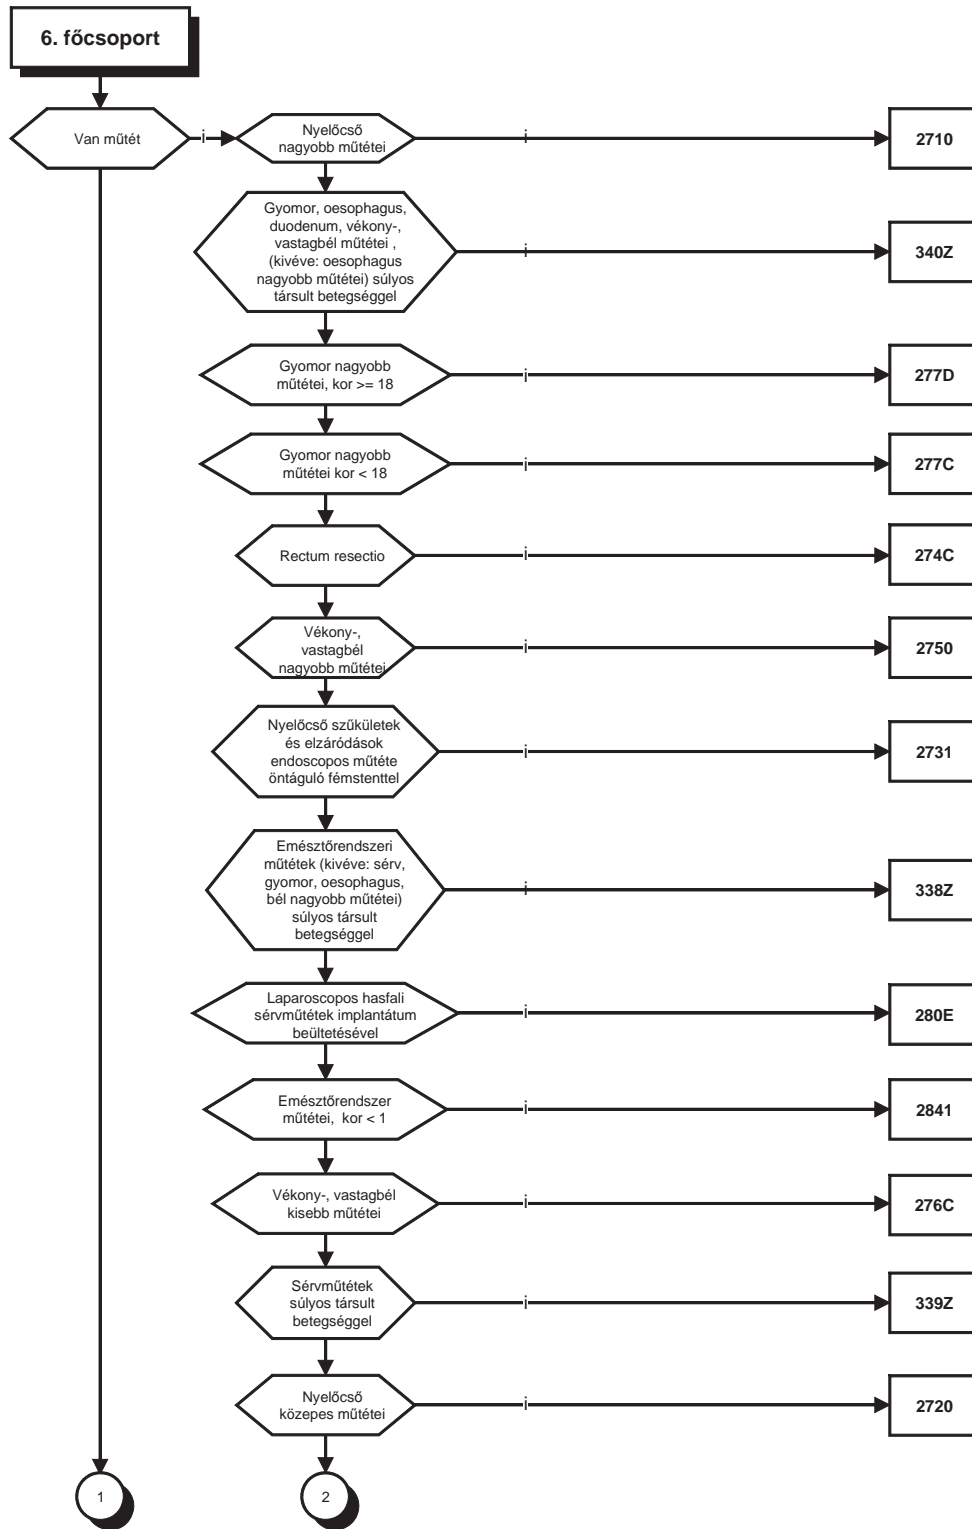 6. főcsoport
Van műtét
i
Nyelőcső
nagyobb műtétei
i
2710
Gyomor, oesophagus,
duodenum, vékony-,
vastagbél műtétei ,
(kivéve: oesophagus
nagyobb műtétei) súlyos
társult betegséggel
i
340Z
Gyomor nagyobb
műtétei, kor >= 18
i
277D
Gyomor nagyobb
műtétei kor < 18
i
277C
Rectum resectio
i
274C
Vékony-,
vastagbél
nagyobb műtétei
i
2750
Nyelőcső szűkületek
és elzáródások
endoscopos műtéte
öntáguló fémstenttel
i
2731
Emésztőrendszeri
műtétek (kivéve: sérv,
gyomor, oesophagus,
bél nagyobb műtétei)
súlyos társult
betegséggel
i
338Z
Laparoscopos hasfali
sérvműtétek implantátum
beültetésével
i
280E
Emésztőrendszer
műtétei,  kor < 1
i
2841
Vékony-, vastagbél
kisebb műtétei
i
276C
Sérvműtétek
súlyos társult
betegséggel
i
339Z
Nyelőcső
közepes műtétei
i
2720
1
2